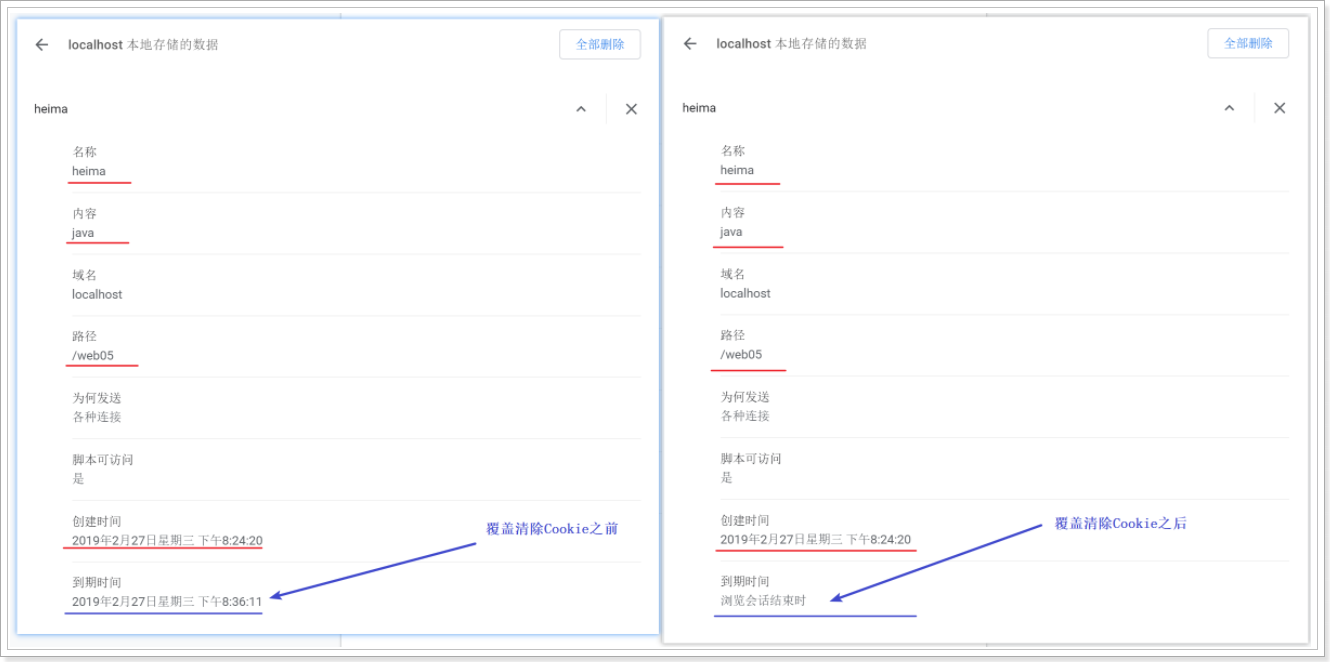 localhost 本地存储的数据
全部删除
heima
名称
heima
内容
java
域名
localhost
路径
/web05
为何发送
各种连接
脚本可访问
是
创建时间
2019年2月27日星期三 下午8:24:20
覆盖清除Cookie之前
到期时间
2019年2月27日星期三 下午8:36:11
localhost 本地存储的数据
全部删除
heima
名称
heima
内容
java
域名
localhost
路径
/web05
为何发送
各种连接
脚本可访问
是
创建时间
2019年2月27日星期三 下午8:24:20
覆盖清除Cookie之后
到期时间
浏览会话结束时